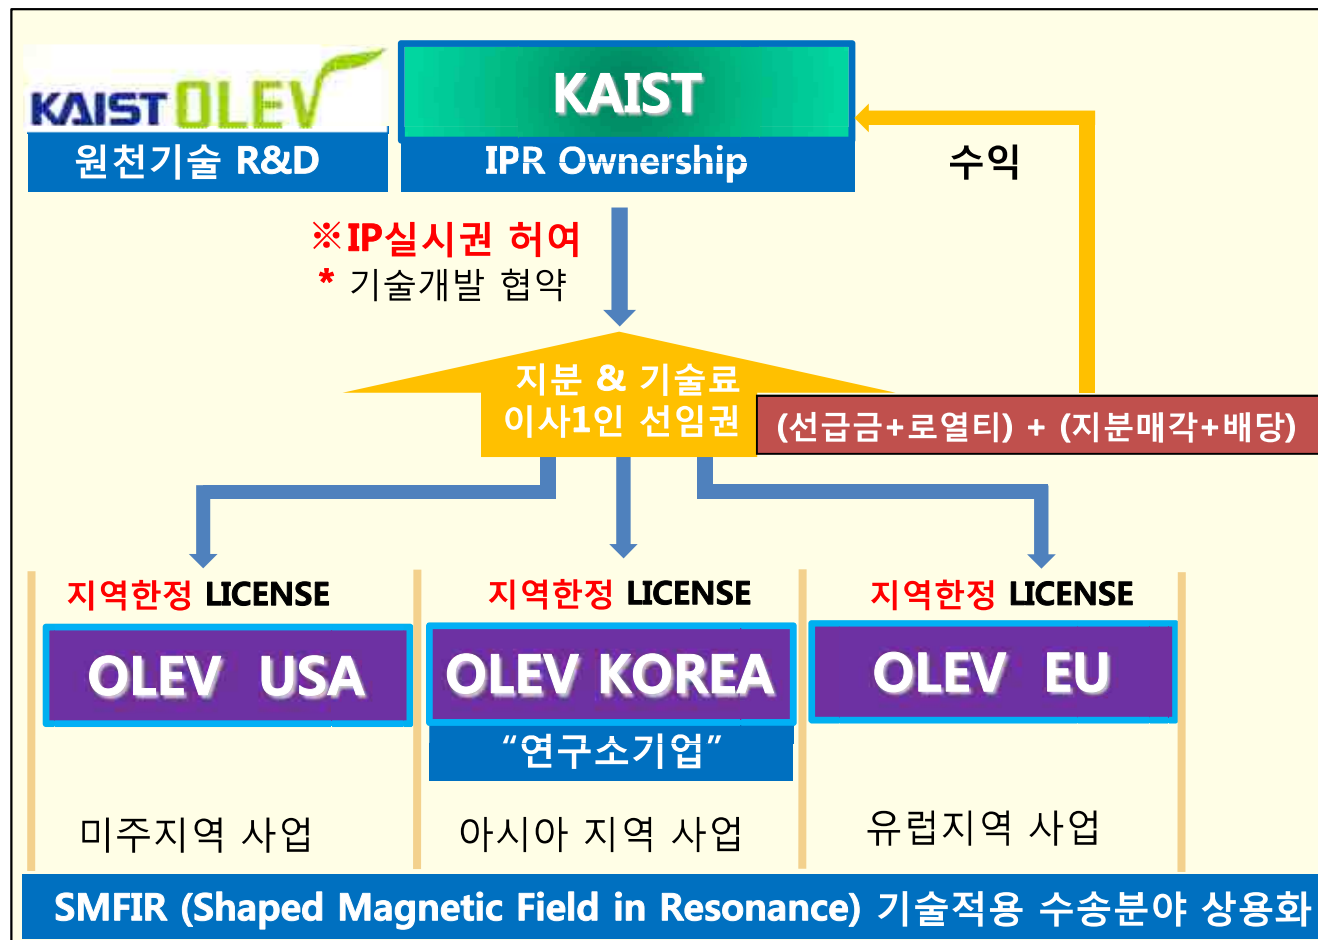 KAIST OLEV
원천기술 R&D
KAIST
IPR Ownership
수익
※IP실시권 허여
* 기술개발 협약
지분 & 기술료
이사1인 선임권
(선급금+로열티) + (지분매각+배당)
지역한정 LICENSE
OLEV USA
미주지역 사업
지역한정 LICENSE
OLEV KOREA
“연구소기업”
아시아 지역 사업
지역한정 LICENSE
OLEV EU
유럽지역 사업
SMFIR (Shaped Magnetic Field in Resonance) 기술적용 수송분야 상용화